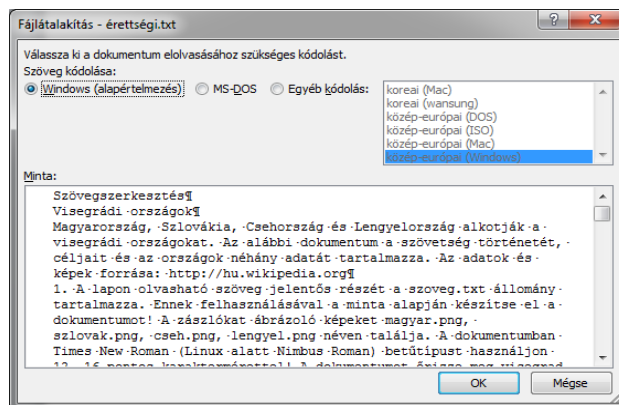 Fájlátalakítás - érettségi.txt
Válassza ki a dokumentum elolvasásához szükséges kódolást.
Szöveg kódolása:
Windows (alapértelmezés) MS-DOS Egyéb kódolás:
koreai (Mac)
koreai (wansung)
közép-európai (DOS)
közép-európai (ISO)
közép-európai (Mac)
közép-európai (Windows)
Minta:
Szövegszerkesztés¶
Visegrádi·országok¶
Magyarország,·Szlovákia,·Csehország·és·Lengyelország·alkotják·a·
visegrádi·országokat.·Az·alábbi·dokumentum·a·szövetség·történetét,·
céljait·és·az·országok·néhány·adatát·tartalmazza.·Az·adatok·és·
képek·forrása:·http://hu.wikipedia.org¶
1.·A·lapon·olvasható·szöveg·jelentős·részét·a·szoveg.txt·állomány·
tartalmazza.·Ennek·felhasználásával·a·minta·alapján·készítse·el·a·
dokumentumot!·A·zászlókat·ábrázoló·képeket·magyar.png,·
szlovak.png,·cseh.png,·lengyel.png·néven·találja.·A·dokumentumban·
Times·New·Roman·(Linux·alatt·Nimbus·Roman)·betűtípust·használjon·
OK Mégse